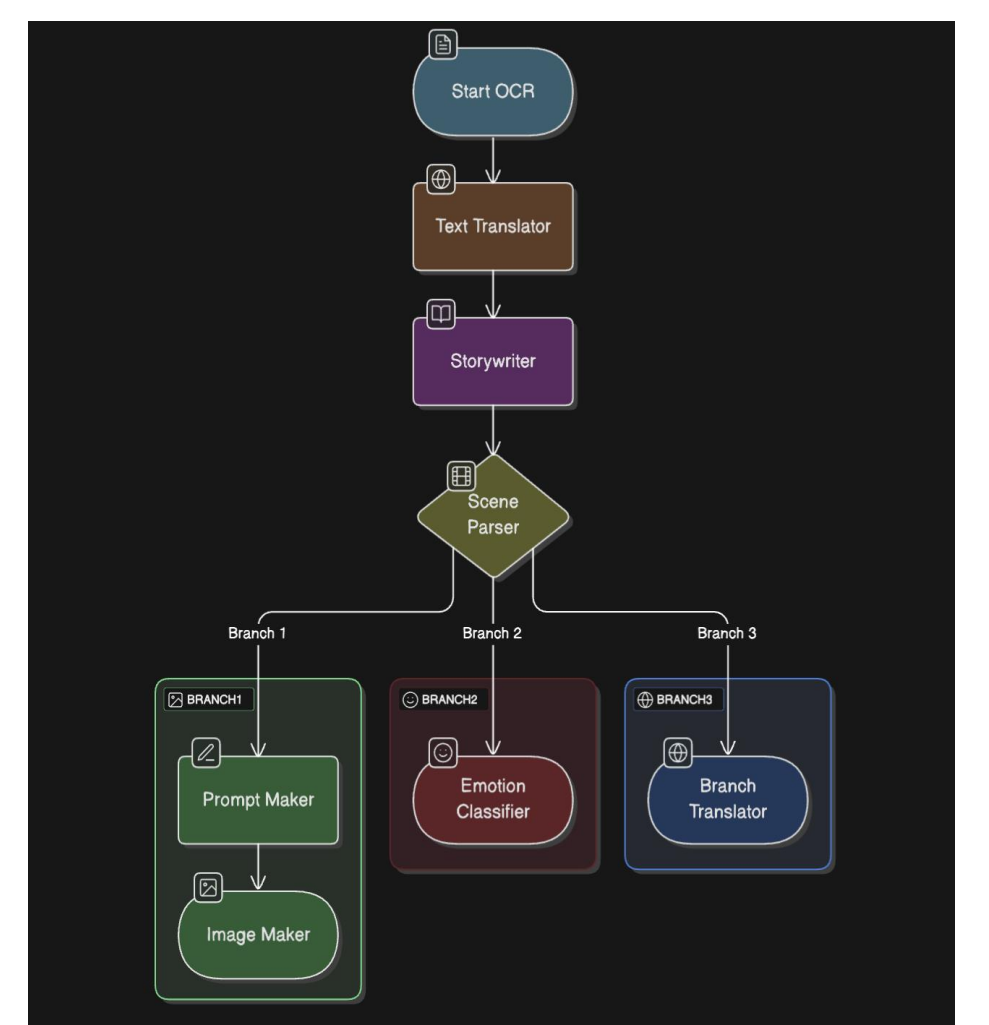 Start OCR
Text Translator
Storywriter
Scene
Parser
Branch 1
Branch 2
Branch 3
BRANCH1
BRANCH2
BRANCH3
Prompt Maker
Emotion
Classifier
Branch
Translator
Image Maker